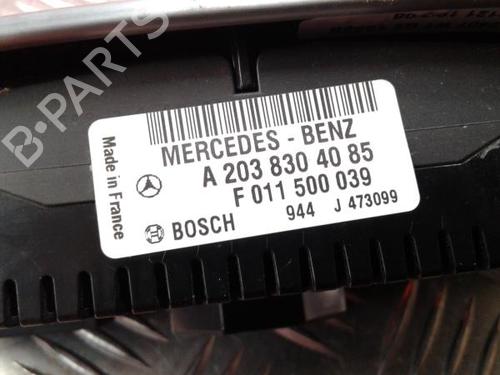 MERCEDES - BENZ
A 203 830 40 85
F 011 500 039
BOSCH 944 J 473099
Made in France
B-PARTS